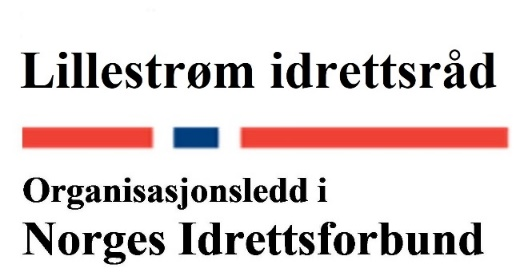 Lillestrøm idrettsråd
Organisasjonsledd i
Norges Idrettsforbund